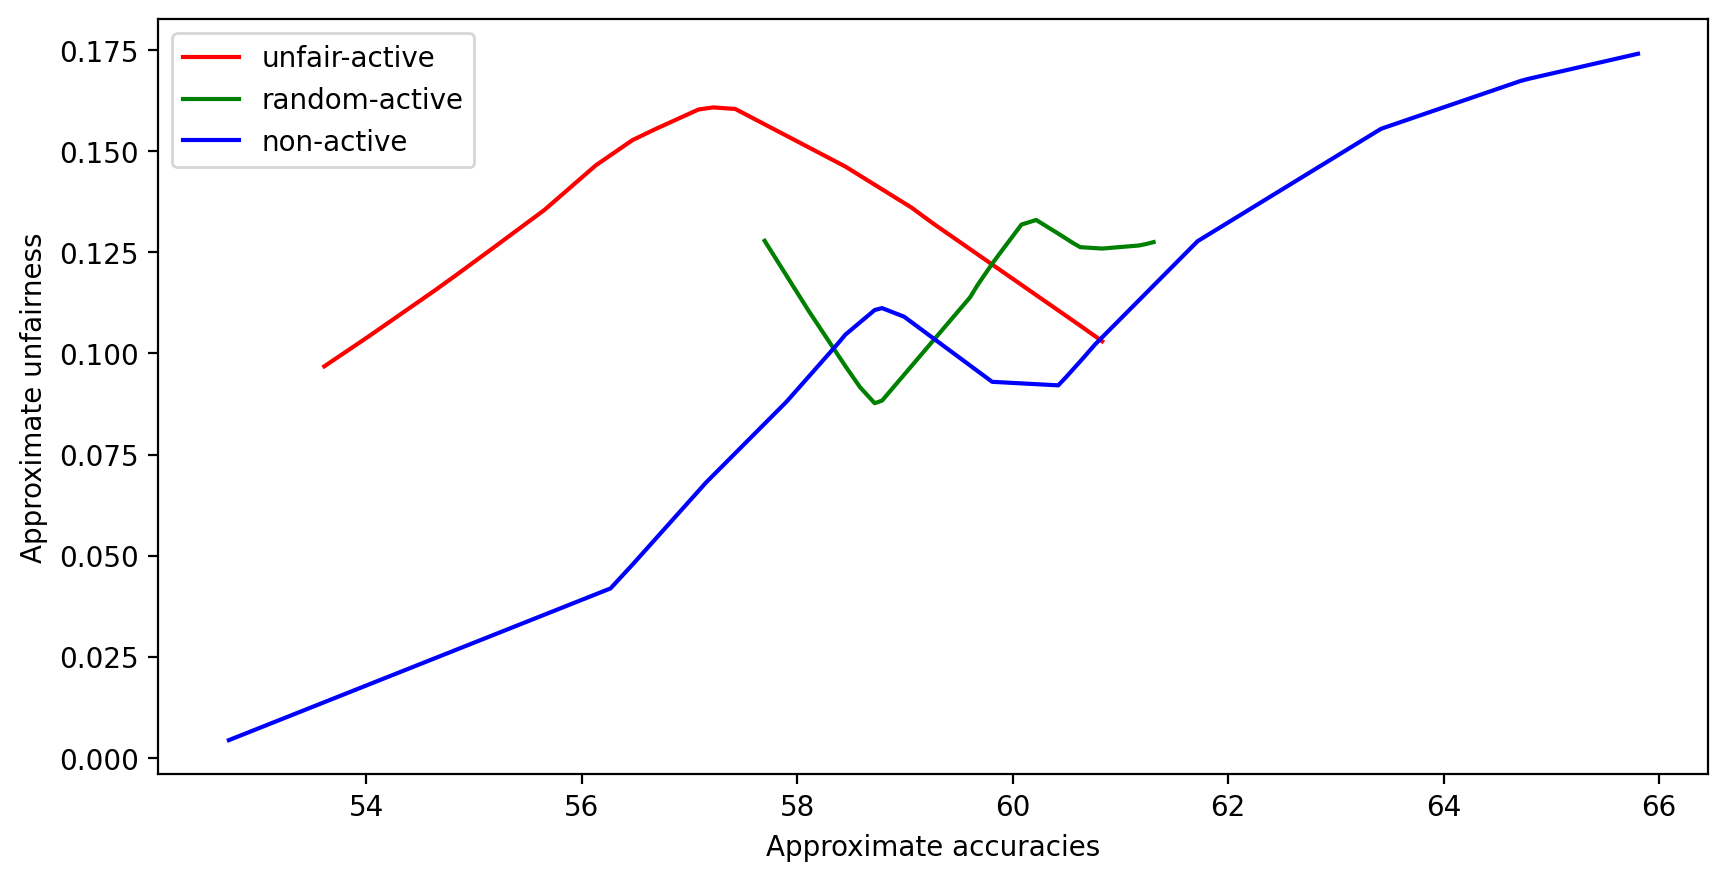 unfair-active
random-active
non-active
0.175
0.150
0.125
0.100
0.075
0.050
0.025
0.000
Approximate unfairness
54 56 58 60 62 64 66
Approximate accuracies